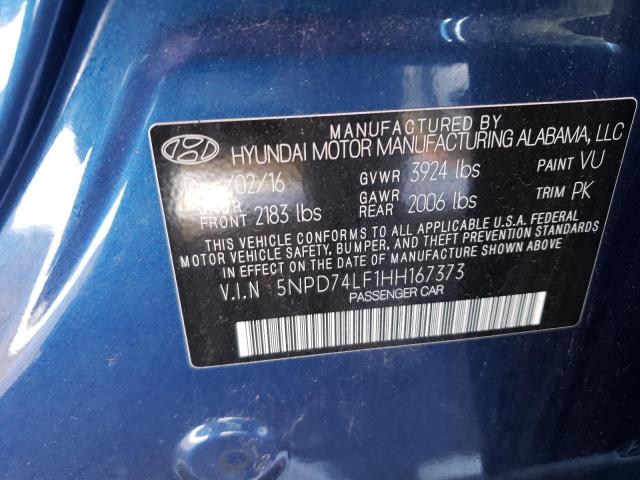 MANUFACTURED BY
HYUNDAI MOTOR MANUFACTURING ALABAMA, LLC
/02/16 GVWR 3924 lbs PAINT VU
FRONT 2183 lbs GAWR REAR 2006 lbs TRIM PK
THIS VEHICLE CONFORMS TO ALL APPLICABLE U.S.A. FEDERAL
MOTOR VEHICLE SAFETY, BUMPER, AND THEFT PREVENTION STANDARDS
IN EFFECT ON THE DATE OF MANUFACTURE SHOWN ABOVE.
V.I.N 5NPD74LF1HH167373
PASSENGER CAR